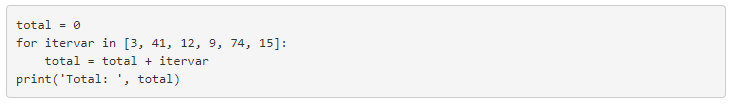 total = 0
for itervar in [3, 41, 12, 9, 74, 15]:
    total = total + itervar
print('Total: ', total)